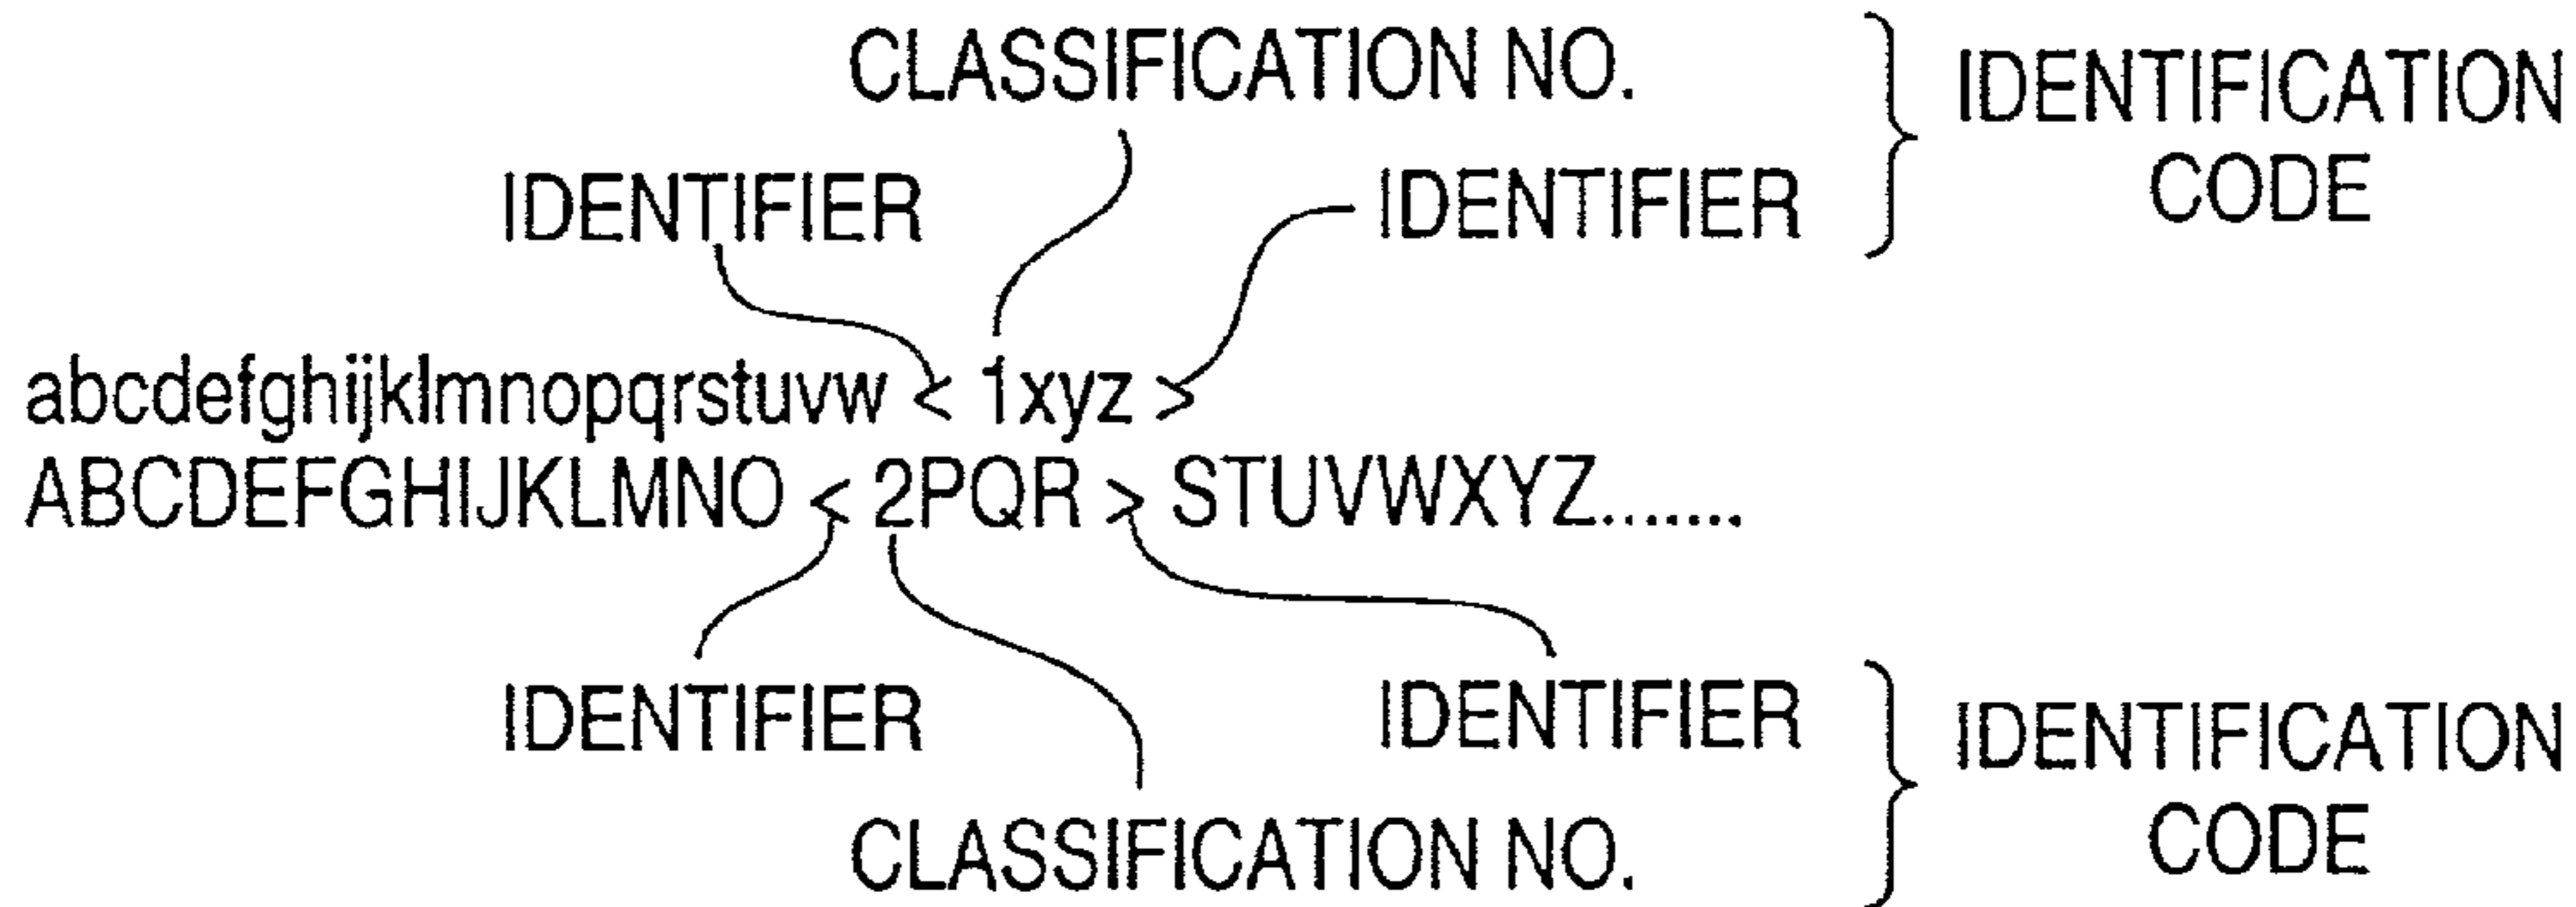 CLASSIFICATION NO.
IDENTIFICATION
CODE
IDENTIFIER IDENTIFIER
abcdefghijklmnopqrstuvw < 1xyz >
ABCDEFGHIJKLMNO < 2PQR > STUVWXYZ.......
IDENTIFIER IDENTIFIER
IDENTIFICATION
CODE
CLASSIFICATION NO.